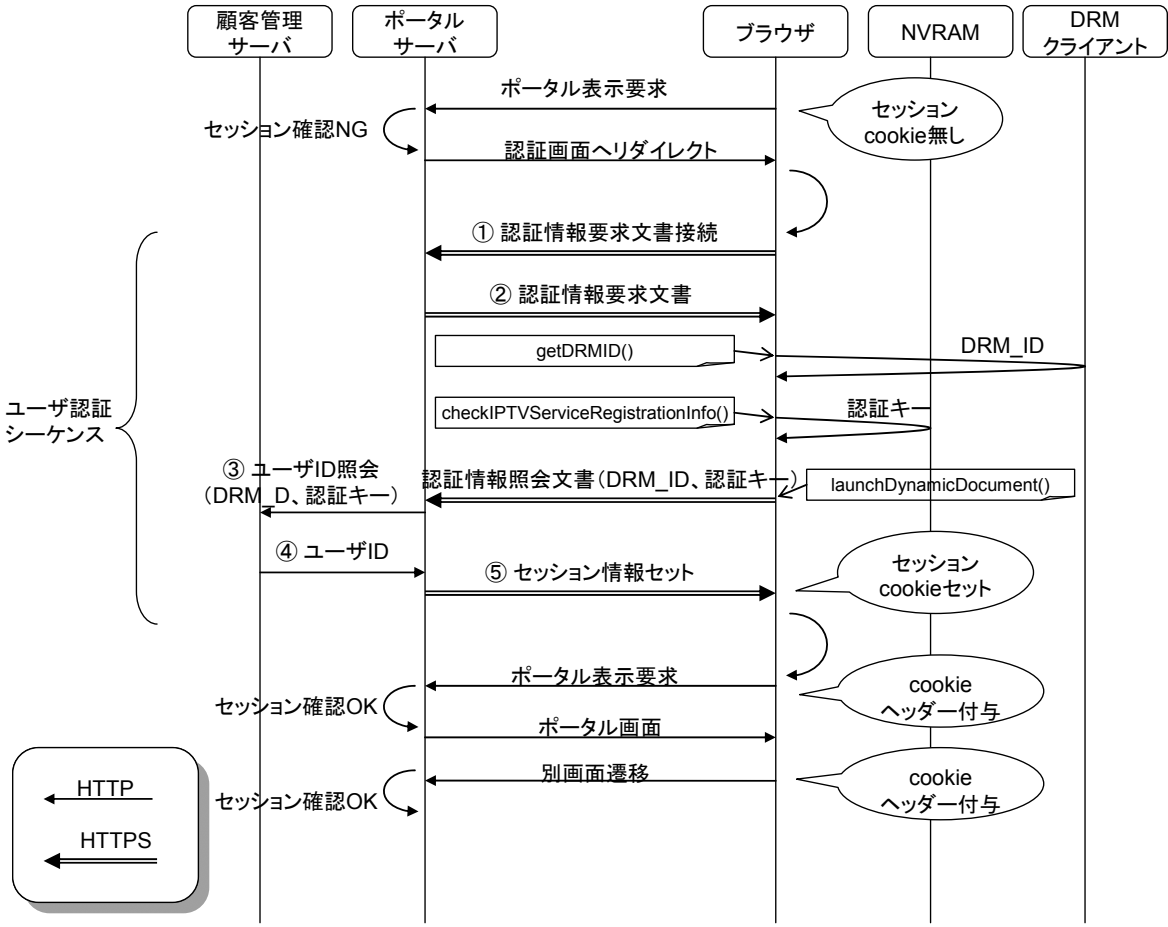 顧客管理
サーバ
ポータル
サーバ
ブラウザ
NVRAM
DRM
クライアント
ポータル表示要求
セッション
cookie無し
セッション確認NG
認証画面へリダイレクト
① 認証情報要求文書接続
② 認証情報要求文書
getDRMID()
DRM_ID
checkIPTVServiceRegistrationInfo()
認証キー
ユーザ認証
シーケンス
③ ユーザID照会
（DRM_D、認証キー）
認証情報照会文書（DRM_ID、認証キー）
launchDynamicDocument()
④ ユーザID
⑤ セッション情報セット
セッション
cookieセット
ポータル表示要求
セッション確認OK
cookie
ヘッダー付与
ポータル画面
別画面遷移
セッション確認OK
cookie
ヘッダー付与
HTTP
HTTPS